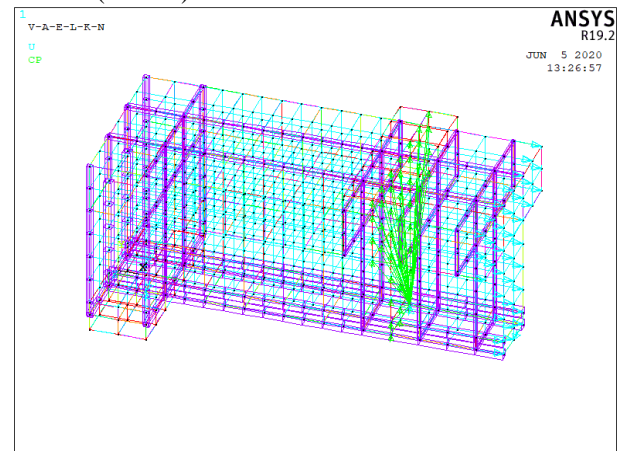 1
V-A-E-L-K-N
U
CP
ANSYS
R19.2
JUN 5 2020
13:26:57
X